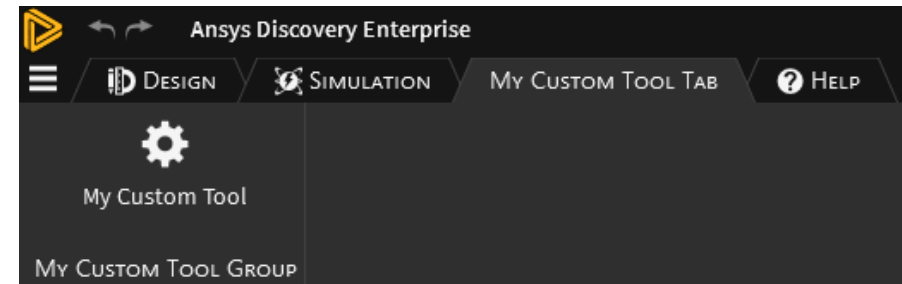 Ansys Discovery Enterprise
Design Simulation My Custom Tool Tab Help
My Custom Tool
My Custom Tool Group